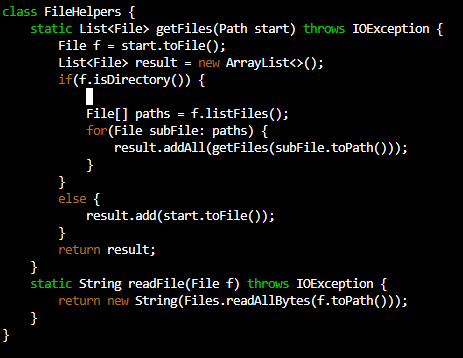 class FileHelpers {
    static List<File> getFiles(Path start) throws IOException {
        File f = start.toFile();
        List<File> result = new ArrayList<>();
        if(f.isDirectory()) {

            File[] paths = f.listFiles();
            for(File subFile: paths) {
                result.addAll(getFiles(subFile.toPath()));
            }
        }
        else {
            result.add(start.toFile());
        }
        return result;
    }
    static String readFile(File f) throws IOException {
        return new String(Files.readAllBytes(f.toPath()));
    }
}